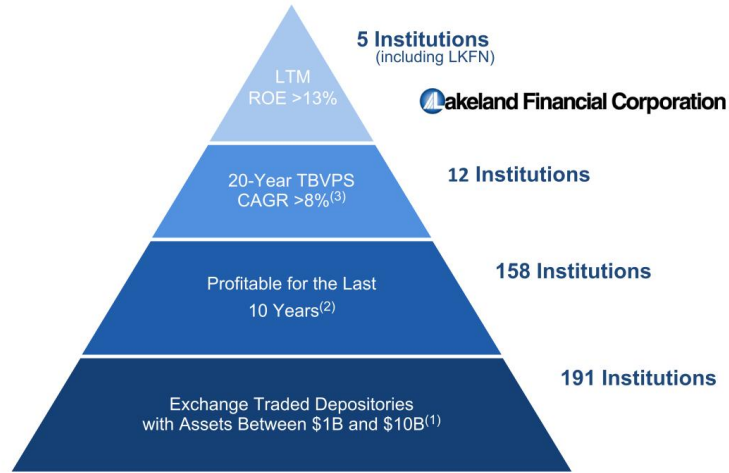 5 Institutions
(including LKFN)
LTM
ROE >13%
Lakeland Financial Corporation
20-Year TBVPS
CAGR >8%(3)
12 Institutions
Profitable for the Last
10 Years(2)
158 Institutions
Exchange Traded Depositories
with Assets Between $1B and $10B(1)
191 Institutions